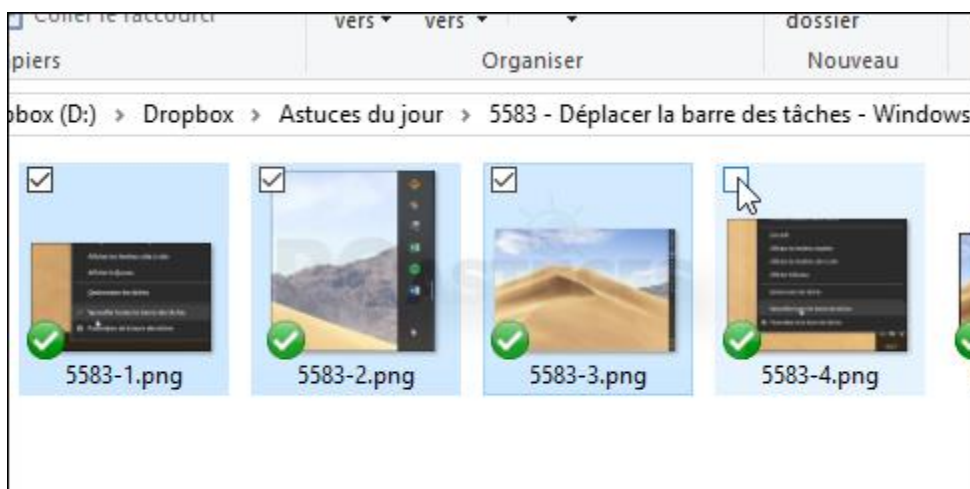 Coller le raccourci
vers vers
dossier
piers Organiser Nouveau
box (D:) > Dropbox > Astuces du jour > 5583 - Déplacer la barre des tâches - Windows
5583-1.png 5583-2.png 5583-3.png 5583-4.png